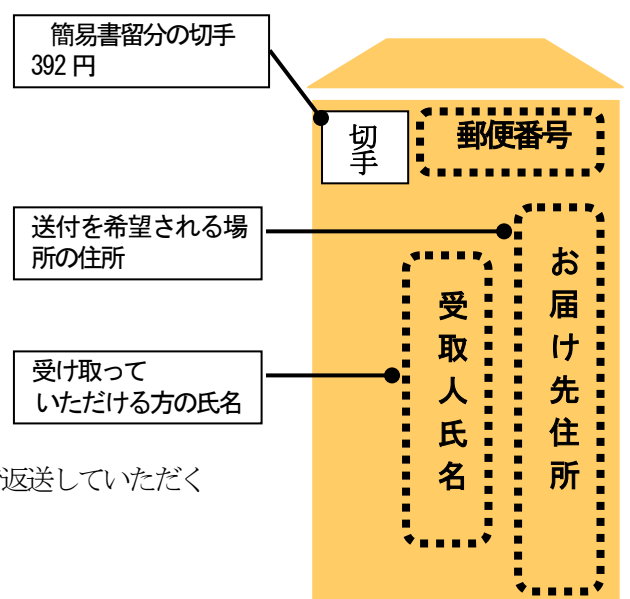 簡易書留分の切手
392円
切手
郵便番号
送付を希望される場
所の住所
お届け先住所
受取人氏名
受け取って
いただける方の氏名
返送していただく